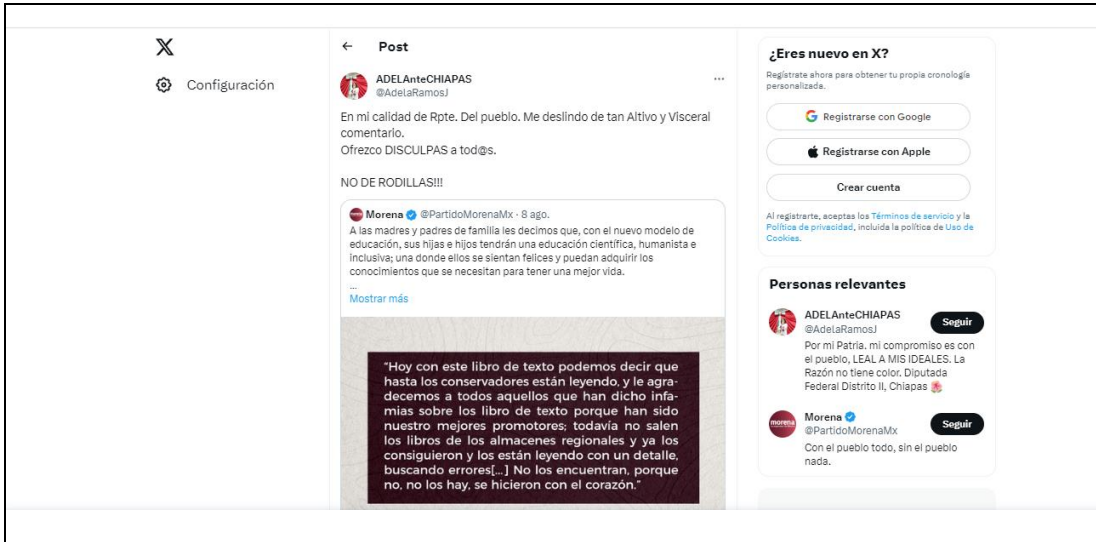 Configuración
Post
ADELAnteCHIAPAS
@AdelaRamosJ
En mi calidad de Rpte. Del pueblo. Me deslindo de tan Altivo y Visceral
comentario.
Ofrezco DISCULPAS a tod@s.
NO DE RODILLAS!!!
Morena @PartidoMorenaMx · 8 ago.
A las madres y padres de familia les decimos que, con el nuevo modelo de
educación, sus hijas e hijos tendrán una educación científica, humanista e
inclusiva; una donde ellos se sientan felices y puedan adquirir los
conocimientos que se necesitan para tener una mejor vida.
...
Mostrar más
"Hoy con este libro de texto podemos decir que
hasta los conservadores están leyendo, y le agra-
decemos a todos aquellos que han dicho infa-
mias sobre los libro de texto porque han sido
nuestro mejores promotores; todavía no salen
los libros de los almacenes regionales y ya los
consiguieron y los están leyendo con un detalle,
buscando errores[...] No los encuentran, porque
no, no los hay, se hicieron con el corazón."
¿Eres nuevo en X?
Regístrate ahora para obtener tu propia cronología
personalizada.
Registrarse con Google
Registrarse con Apple
Crear cuenta
Al registrarte, aceptas los Términos de servicio y la
Política de privacidad, incluida la política de Uso de
Cookies.
Personas relevantes
ADELAnteCHIAPAS
@AdelaRamosJ
Seguir
Por mi Patria. mi compromiso es con
el pueblo, LEAL A MIS IDEALES. La
Razón no tiene color. Diputada
Federal Distrito II, Chiapas
morena
Morena
@PartidoMorenaMx
Seguir
Con el pueblo todo, sin el pueblo
nada.